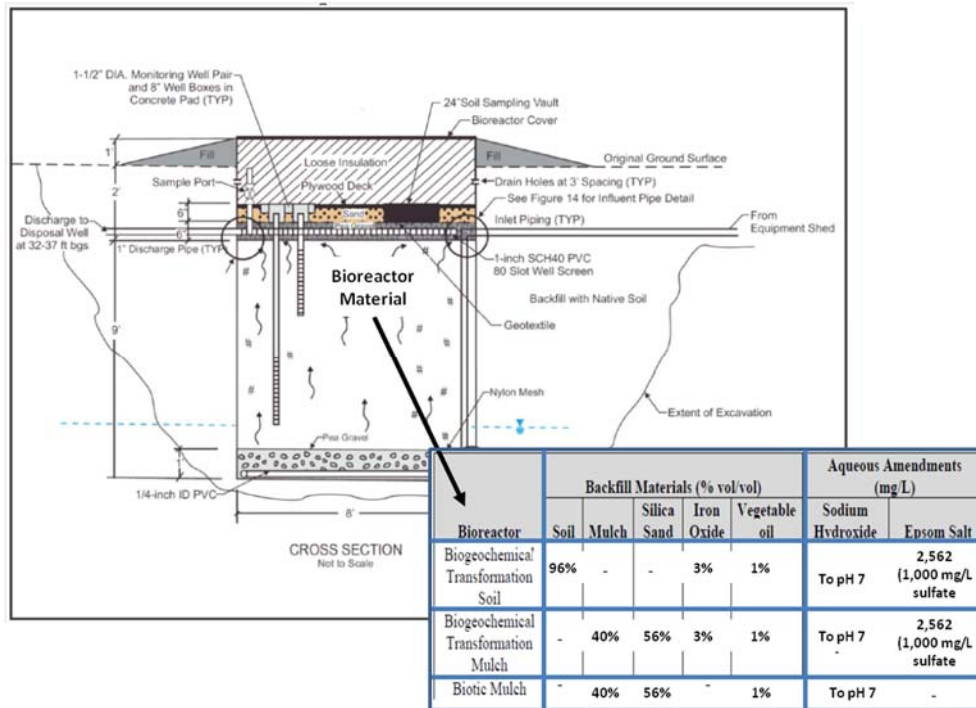 1-1/2" DIA. Monitoring Well Pair
and 8" Well Boxes in
Concrete Pad (TYP)
24"Soil Sampling Vault
Bioreactor Cover
1'
Fill
Fill
Original Ground Surface
Loose Insulation
2'
Sample Port
Plywood Deck
Drain Holes at 3' Spacing (TYP)
See Figure 14 for Influent Pipe Detail
6"
Sand
Inlet Piping (TYP)
Discharge to
Disposal Well
at 32-37 ft bgs
6"
Pea Gravel
From
Equipment Shed
1" Discharge Pipe (TYP)
1-inch SCH40 PVC
80 Slot Well Screen
Bioreactor
Material
Backfill with Native Soil
Geotextile
9'
Nylon Mesh
Extent of Excavation
Pea Gravel
1'
1/4-inch ID PVC
8'
CROSS SECTION
Not to Scale
Backfill Materials (% vol/vol) Aqueous Amendments
(mg/L)
Bioreactor Soil Mulch Silica Sand Iron Oxide Vegetable oil Sodium Hydroxide Epsom Salt
Biogeochemical Transformation Soil 96% - - 3% 1% To pH 7 2,562 (1,000 mg/L sulfate
Biogeochemical Transformation Mulch - 40% 56% 3% 1% To pH 7 - 2,562 (1,000 mg/L sulfate
Biotic Mulch - 40% 56% - 1% To pH 7 -